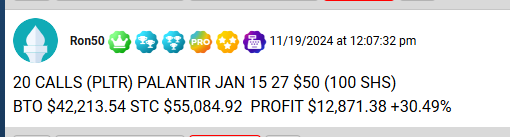 Ron50 PRO 11/19/2024 at 12:07:32 pm
20 CALLS (PLTR) PALANTIR JAN 15 27 $50 (100 SHS)
BTO $42,213.54 STC $55,084.92 PROFIT $12,871.38 +30.49%